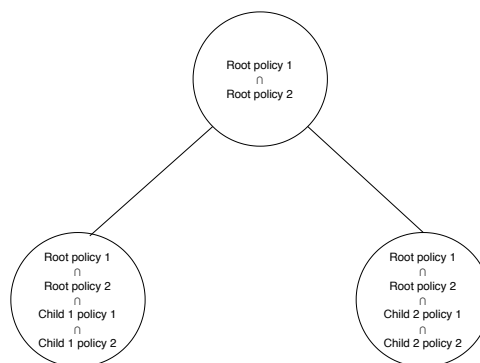 Root policy 1
∩
Root policy 2
Root policy 1
∩
Root policy 2
∩
Child 1 policy 1
∩
Child 1 policy 2
Root policy 1
∩
Root policy 2
∩
Child 2 policy 1
∩
Child 2 policy 2